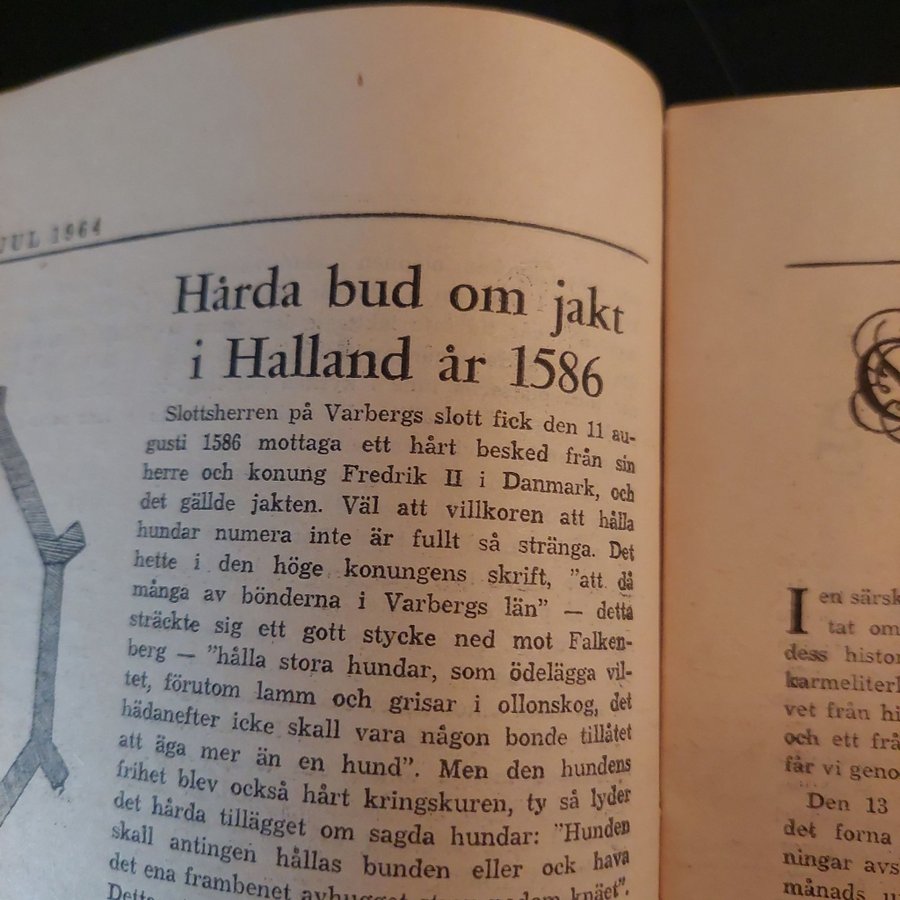 JUL 1964
Hårda bud om jakt
i Halland år 1586
Slottsherren på Varbergs slott fick den 11 au-
gusti 1586 mottaga ett hårt besked från sin
herre och konung Fredrik II i Danmark, och
det gällde jakten. Väl att villkoren att hålla
hundar numera inte är fullt så stränga. Det
hette i den höge konungens skrift, ”att då
många av bönderna i Varbergs län” — detta
sträckte sig ett gott stycke ned mot Falken-
berg — ”hålla stora hundar, som ödelägga vil-
tet, förutom lamm och grisar i ollonskog, det
hädanefter icke skall vara någon bonde tillåtet
att äga mer än en hund”. Men den hundens
frihet blev också hårt kringskuren, ty så lyder
det hårda tillägget om sagda hundar: ”Hunden
skall antingen hållas bunden eller ock hava
det ena frambenet avhugget knäet”.
Detta
I en särsk
tat om
dess histor
karmeliterk
vet från hi
och ett frå
får vi geno
Den 13
det forna
ningar avs
månads